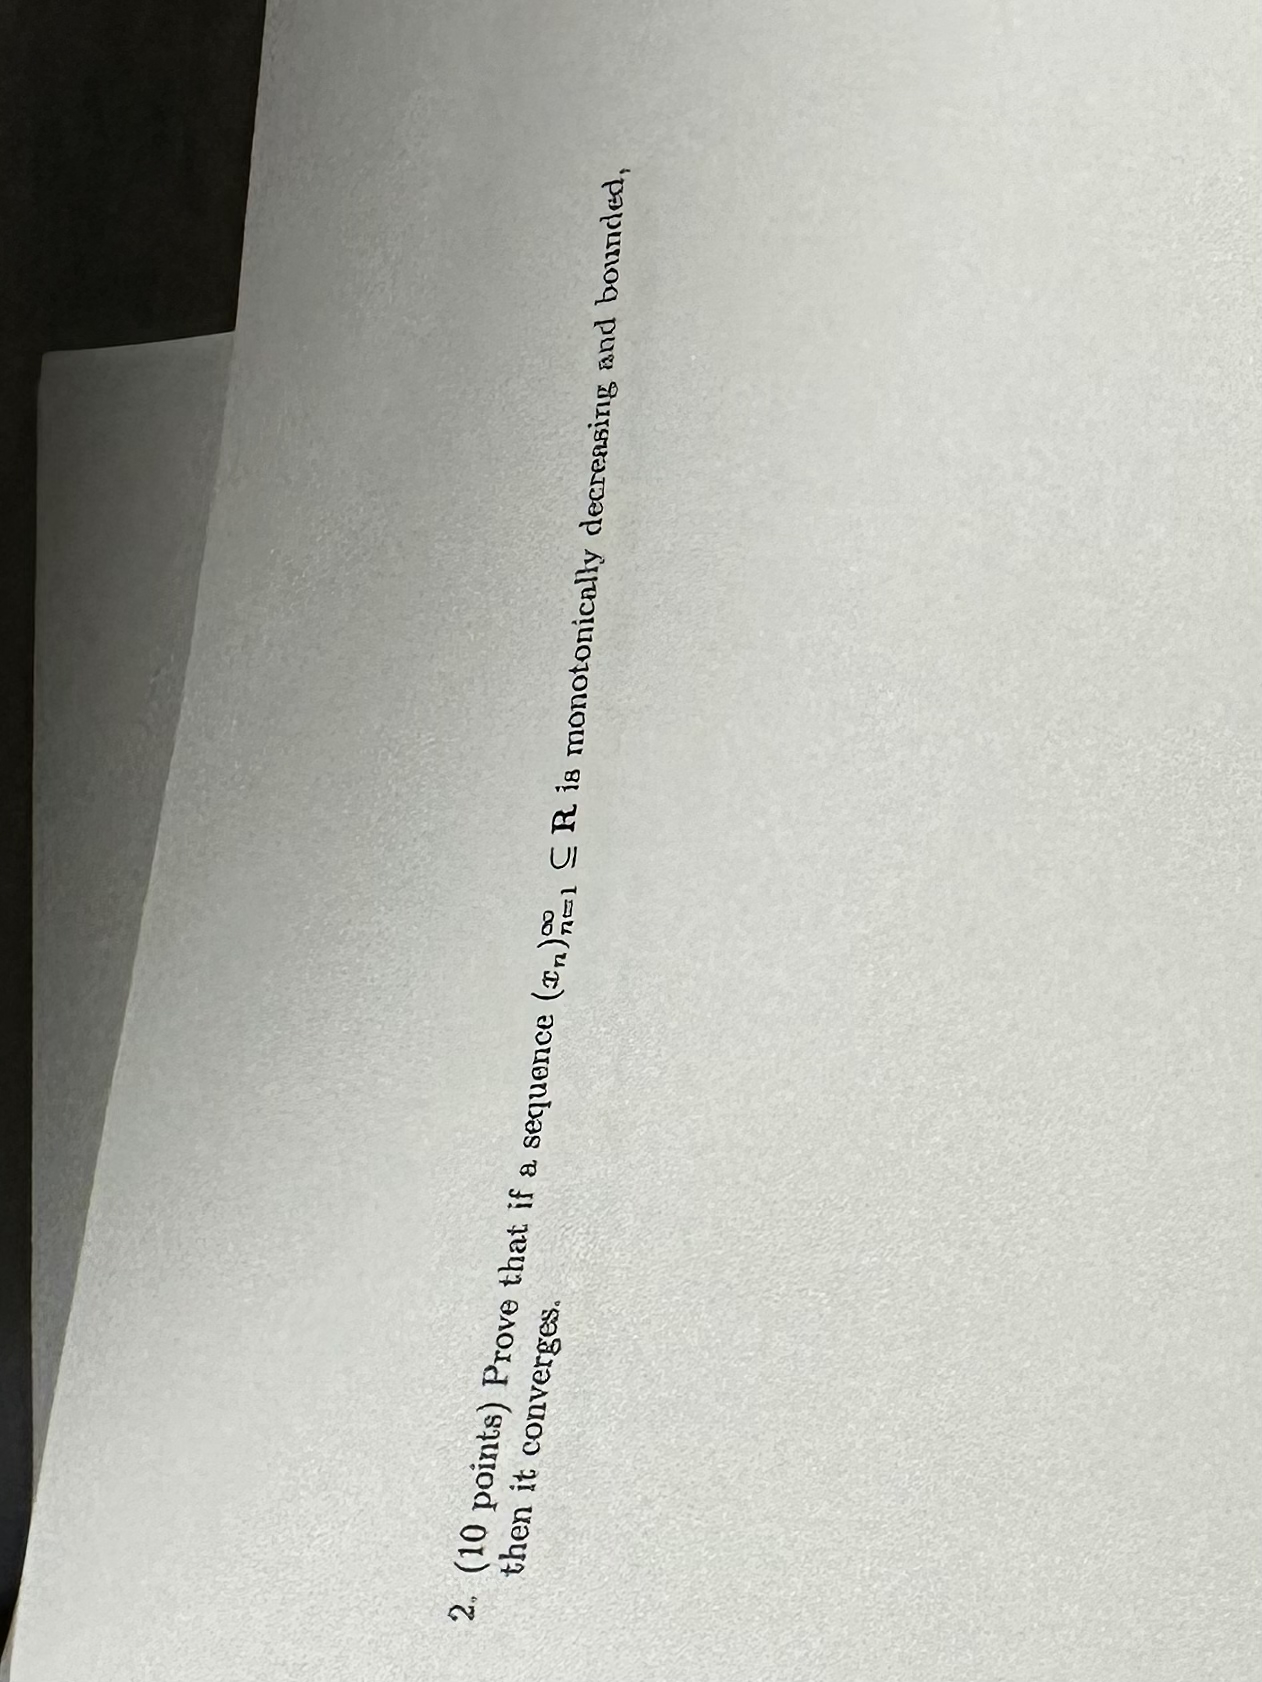 2. (10 points) Prove that if a sequence $(x_n)_{n=1}^{\infty} \subseteq \mathbf{R}$ is monotonically decreasing and bounded,
then it converges.